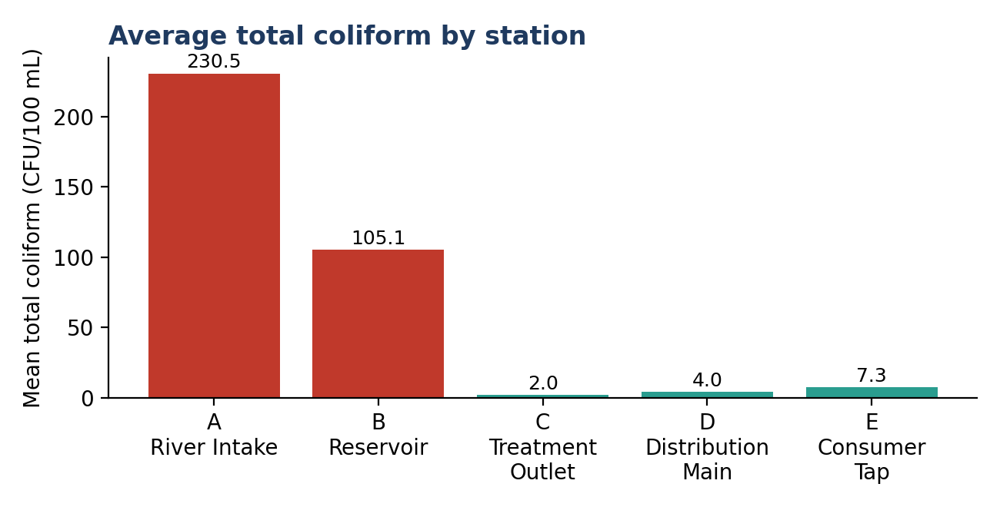 Average total coliform by station
Mean total coliform (CFU/100 mL)
200
150
100
50
0
230.5
105.1
2.0
4.0
7.3
A
River Intake
B
Reservoir
C
Treatment
Outlet
D
Distribution
Main
E
Consumer
Tap